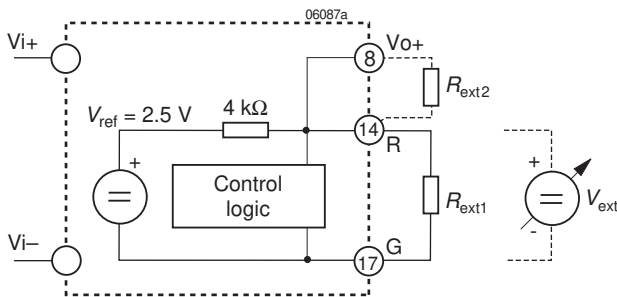 06087a
Vi+
8
Vo+
Rext2
Vref = 2.5 V
4 kΩ
14
R
+
Control
logic
Rext1
+
Vext
-
Vi–
G
17